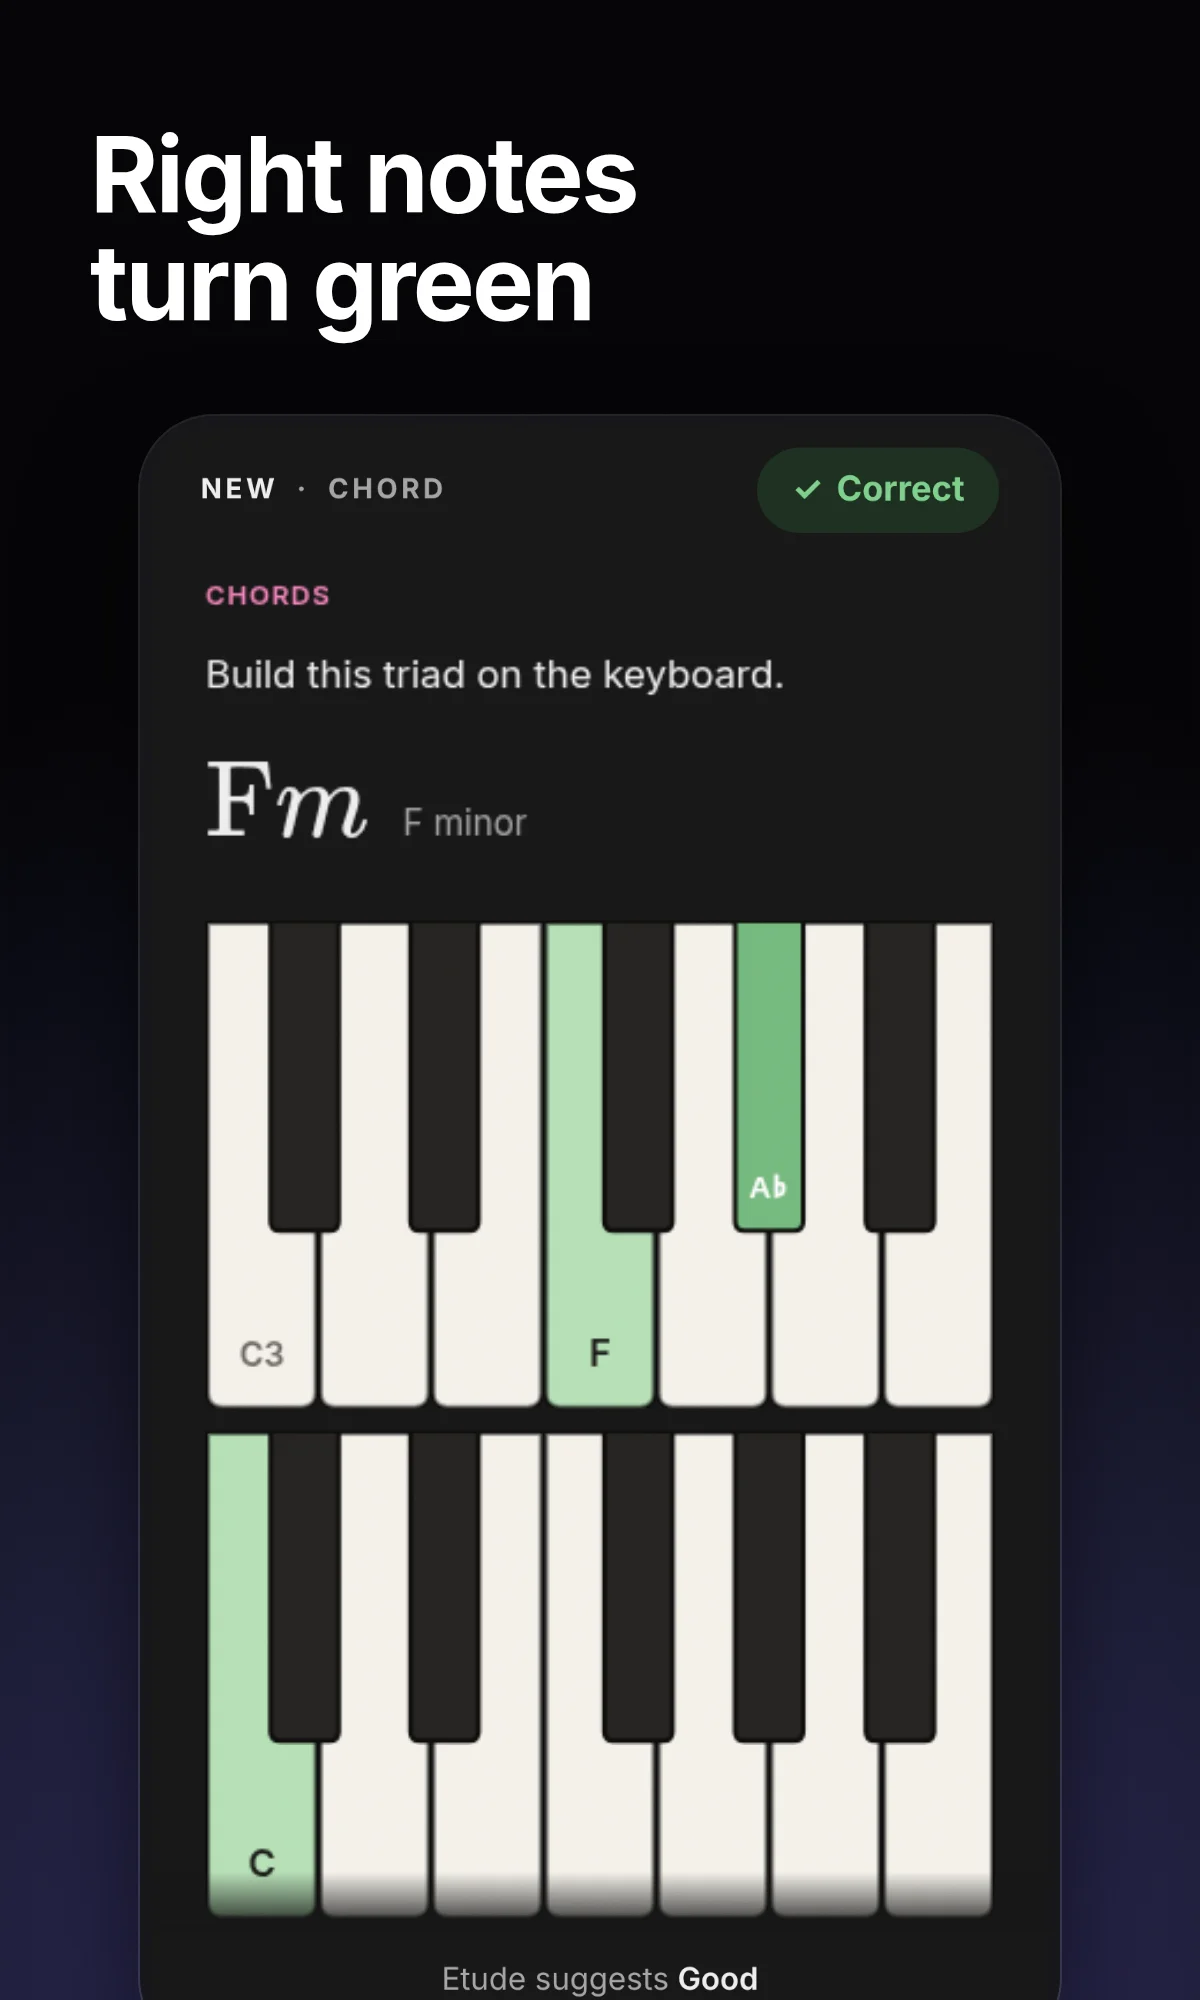 Right notes
turn green
NEW · CHORD
✓ Correct
CHORDS
Build this triad on the keyboard.
Fm F minor
A♭
C3
F
C
Etude suggests Good